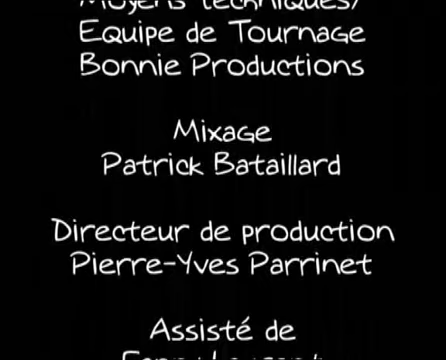 Moyens techniques/
Equipe de Tournage
Bonnie Productions
Mixage
Patrick Bataillard
Directeur de production
Pierre-Yves Parrinet
Assisté de